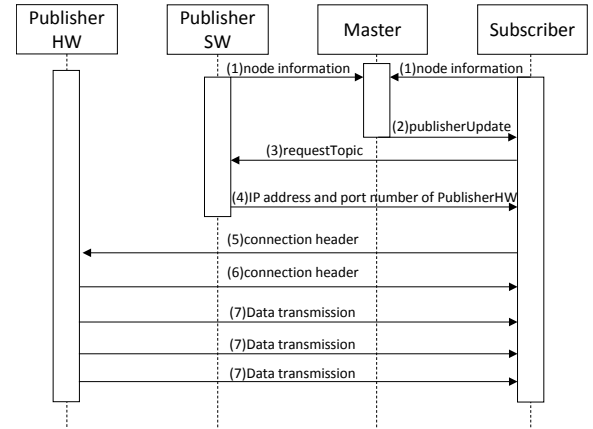 Publisher
HW
Publisher
SW
Master
Subscriber
(1)node information
(1)node information
(2)publisherUpdate
(3)requestTopic
(4)IP address and port number of PublisherHW
(5)connection header
(6)connection header
(7)Data transmission
(7)Data transmission
(7)Data transmission